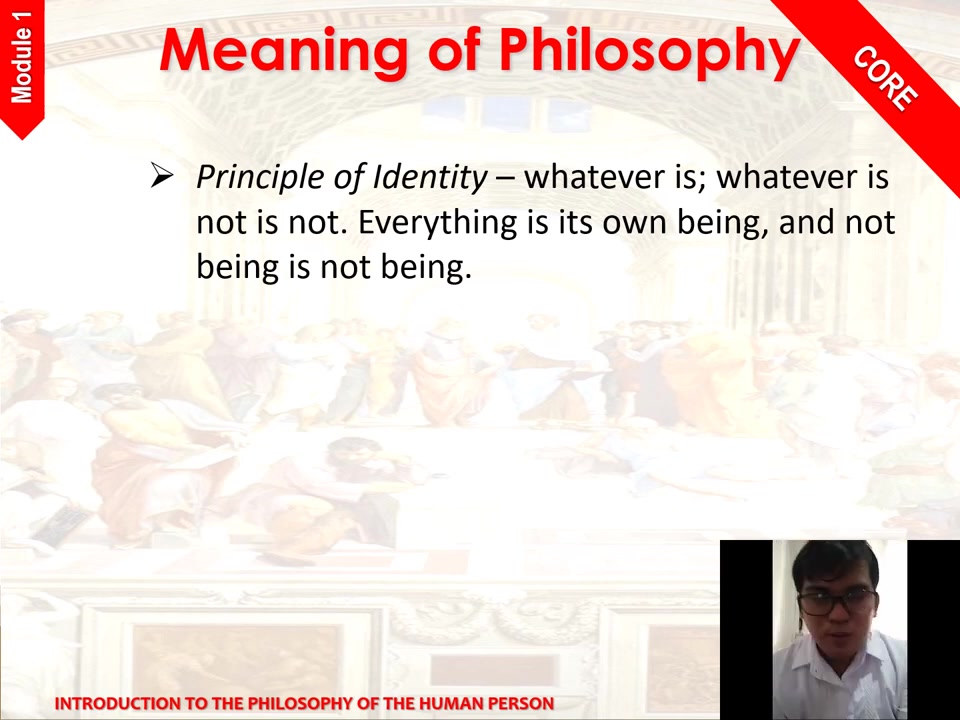 Module 1
Meaning of Philosophy
CORE
➢ Principle of Identity – whatever is; whatever is
not is not. Everything is its own being, and not
being is not being.
INTRODUCTION TO THE PHILOSOPHY OF THE HUMAN PERSON